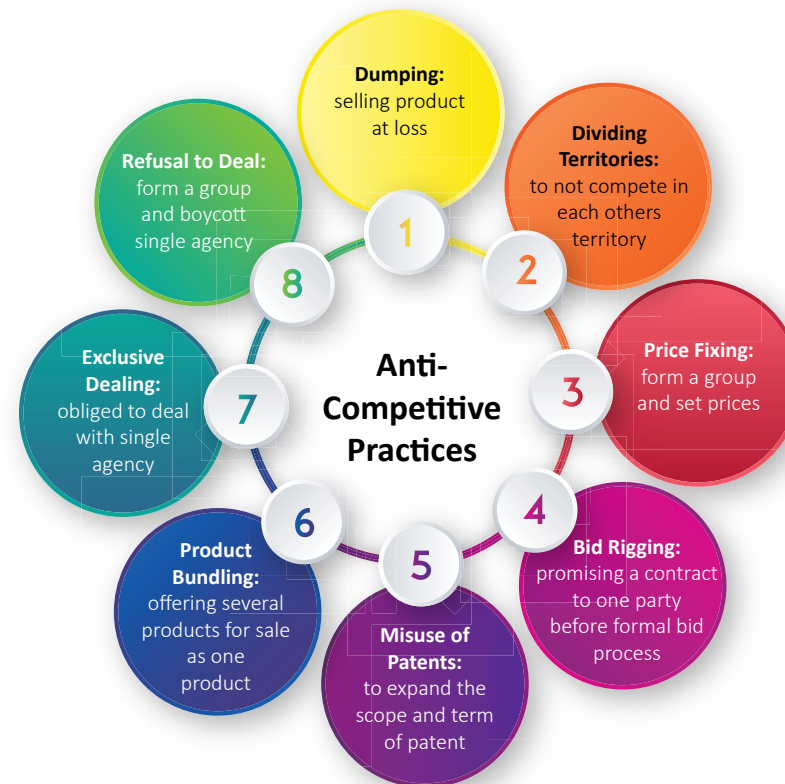 Anti-
Competitive
Practices
1
Dumping:
selling product
at loss
2
Dividing
Territories:
to not compete in
each others
territory
3
Price Fixing:
form a group
and set prices
4
Bid Rigging:
promising a contract
to one party
before formal bid
process
5
Misuse of
Patents:
to expand the
scope and term
of patent
6
Product
Bundling:
offering several
products for sale
as one
product
7
Exclusive
Dealing:
obliged to deal
with single
agency
8
Refusal to Deal:
form a group
and boycott
single agency